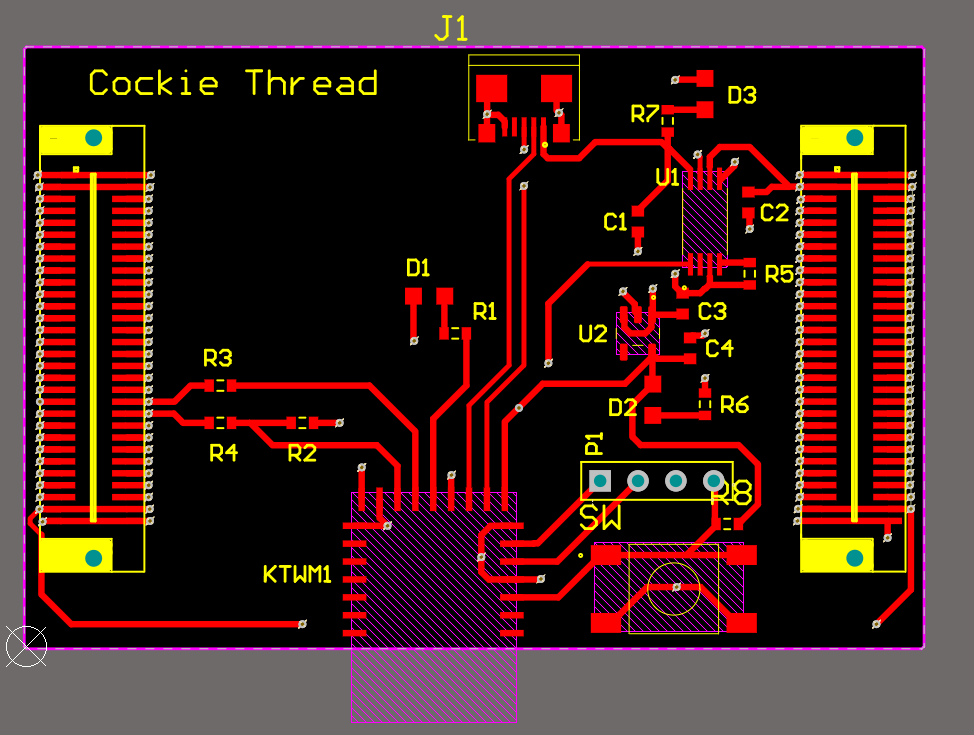 J1
Cockie Thread
D3
R7
U1
C1
C2
D1
R5
R1
C3
U2
C4
R3
D2
R6
R4
R2
P1
R8
SW
KTWM1